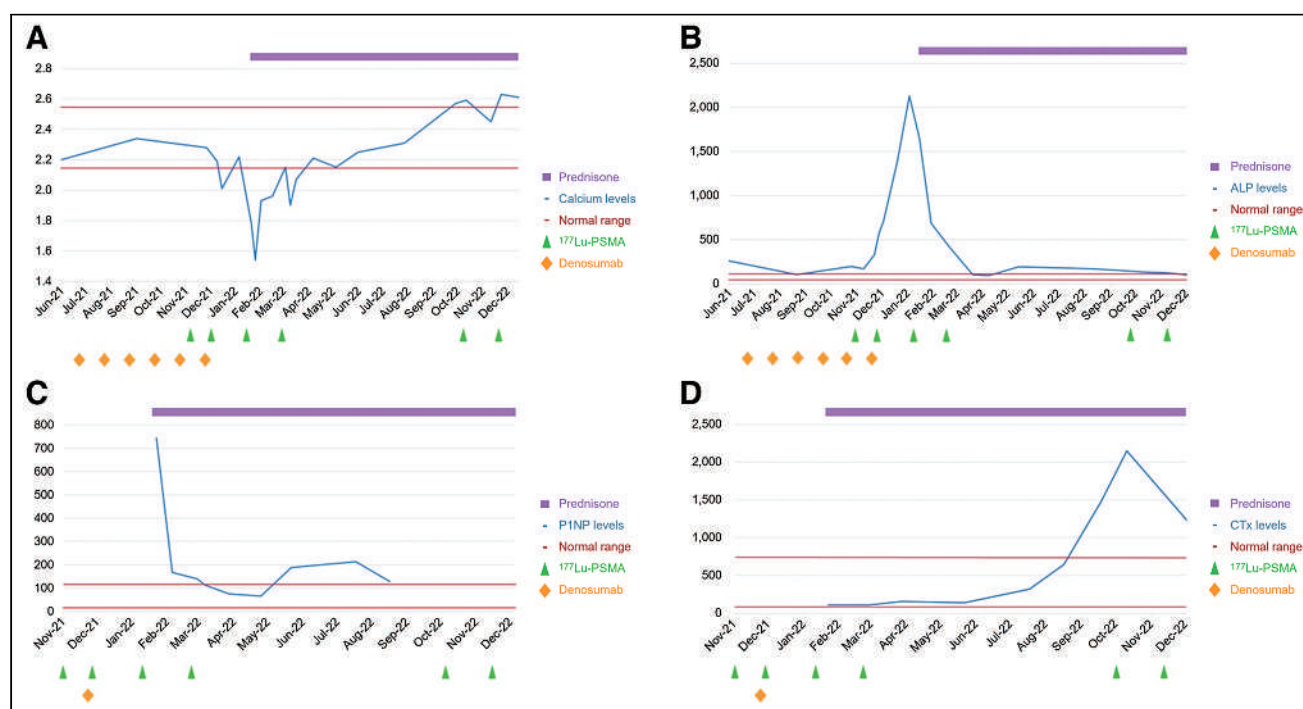 A
2.8
2.6
2.4
2.2
2.0
1.8
1.6
1.4
Jun-21
Jul-21
Aug-21
Sep-21
Oct-21
Nov-21
Dec-21
Jan-22
Feb-22
Mar-22
Apr-22
May-22
Jun-22
Jul-22
Aug-22
Sep-22
Oct-22
Nov-22
Dec-22
Prednisone
Calcium levels
Normal range
¹⁷⁷Lu-PSMA
Denosumab
B
2,500
2,000
1,500
1,000
500
0
Jun-21
Jul-21
Aug-21
Sep-21
Oct-21
Nov-21
Dec-21
Jan-22
Feb-22
Mar-22
Apr-22
May-22
Jun-22
Jul-22
Aug-22
Sep-22
Oct-22
Nov-22
Dec-22
Prednisone
ALP levels
Normal range
¹⁷⁷Lu-PSMA
Denosumab
C
800
700
600
500
400
300
200
100
0
Nov-21
Dec-21
Jan-22
Feb-22
Mar-22
Apr-22
May-22
Jun-22
Jul-22
Aug-22
Sep-22
Oct-22
Nov-22
Dec-22
Prednisone
P1NP levels
Normal range
¹⁷⁷Lu-PSMA
Denosumab
D
2,500
2,000
1,500
1,000
500
0
Nov-21
Dec-21
Jan-22
Feb-22
Mar-22
Apr-22
May-22
Jun-22
Jul-22
Aug-22
Sep-22
Oct-22
Nov-22
Dec-22
Prednisone
CTx levels
Normal range
¹⁷⁷Lu-PSMA
Denosumab